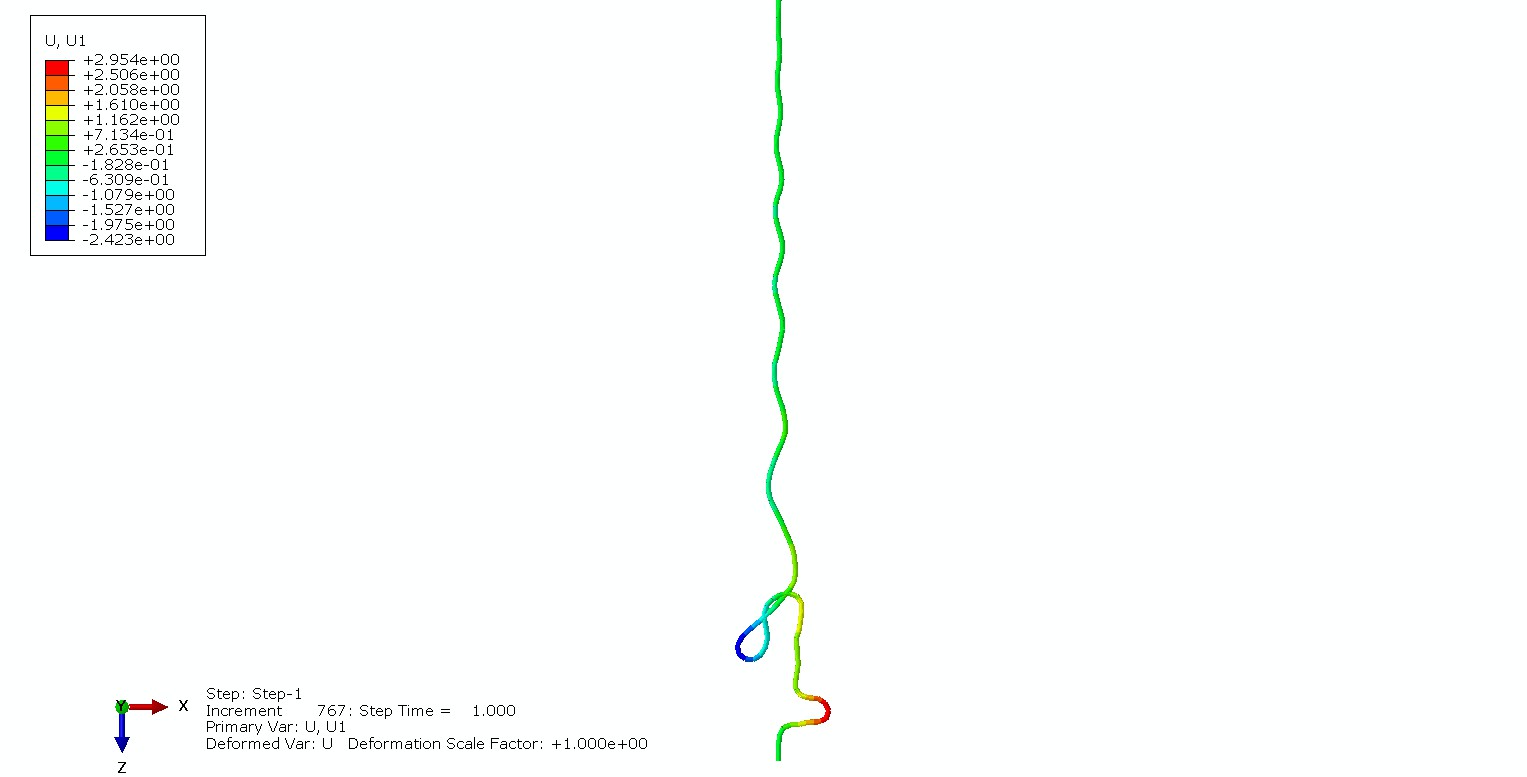 U, U1
+2.954e+00
+2.506e+00
+2.058e+00
+1.610e+00
+1.162e+00
+7.134e-01
+2.653e-01
-1.828e-01
-6.309e-01
-1.079e+00
-1.527e+00
-1.975e+00
-2.423e+00
Y X
Z
Step: Step-1
Increment 767: Step Time = 1.000
Primary Var: U, U1
Deformed Var: U Deformation Scale Factor: +1.000e+00